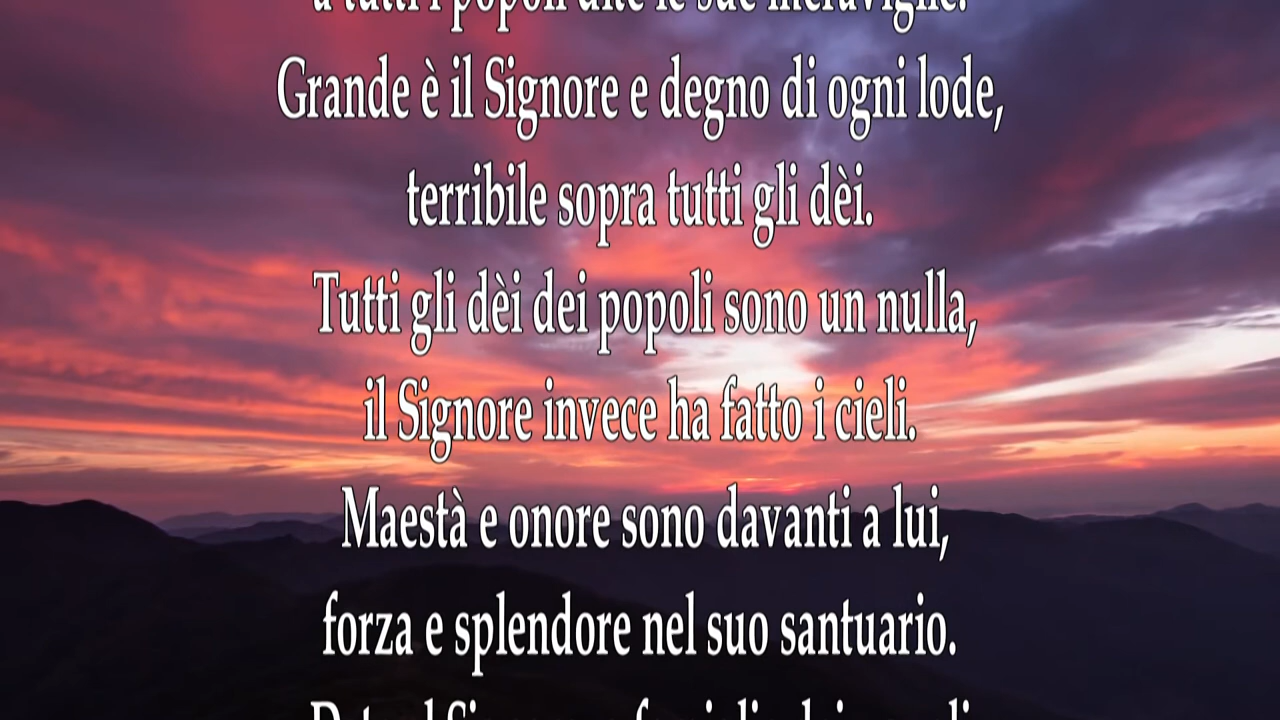 a tutti i popoli dite le sue meraviglie.
Grande è il Signore e degno di ogni lode,
terribile sopra tutti gli dèi.
Tutti gli dèi dei popoli sono un nulla,
il Signore invece ha fatto i cieli.
Maestà e onore sono davanti a lui,
forza e splendore nel suo santuario.